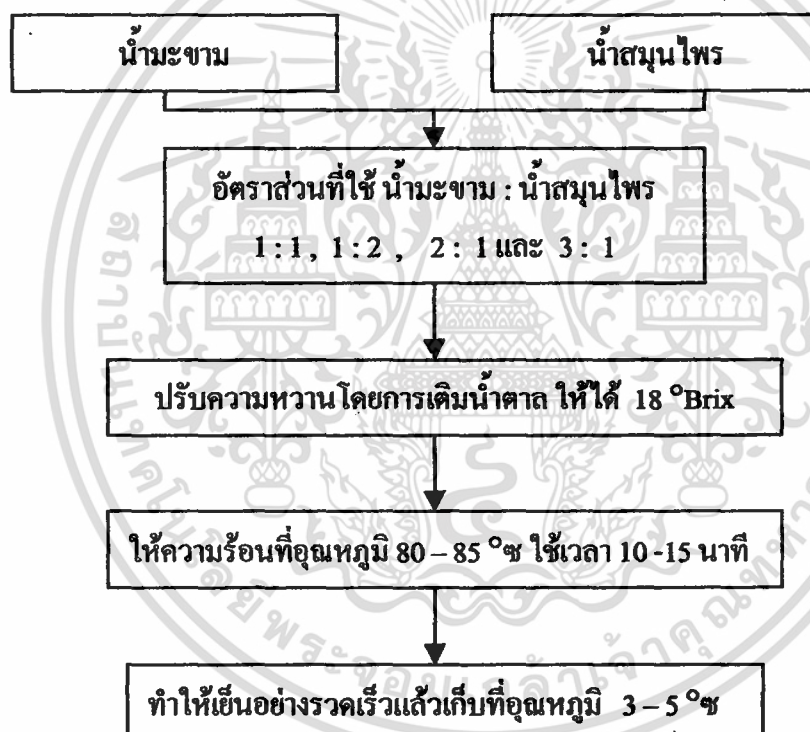 น้ำมะขาม
น้ำสมุนไพร
อัตราส่วนที่ใช้ น้ำมะขาม : น้ำสมุนไพร
1 : 1 , 1 : 2 , 2 : 1 และ 3 : 1
ปรับความหวานโดยการเติมน้ำตาล ให้ได้ 18 °Brix
ให้ความร้อนที่อุณหภูมิ 80 – 85 °ซ ใช้เวลา 10 -15 นาที
ทำให้เย็นอย่างรวดเร็วแล้วเก็บที่อุณหภูมิ 3 – 5 °ซ